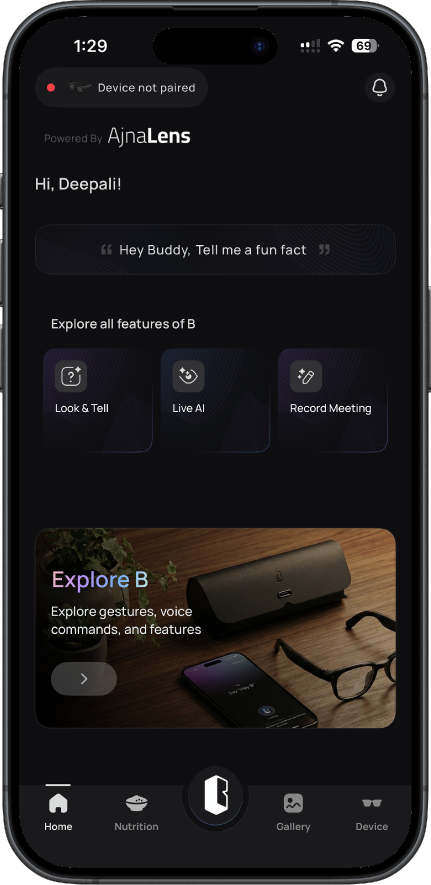 1:29
69
Device not paired
Powered By AjnaLens
Hi, Deepali!
“ Hey Buddy, Tell me a fun fact ”
Explore all features of B
Look & Tell
Live AI
Record Meeting
Explore B
Explore gestures, voice
commands, and features
Say "Hey B"
Home
Nutrition
B
Gallery
Device